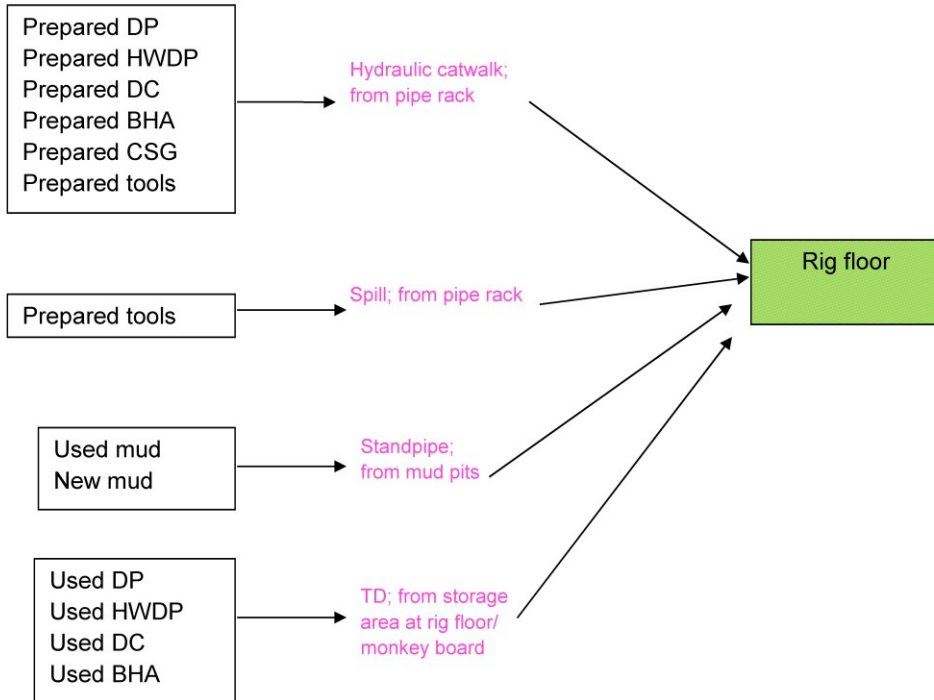 Prepared DP
Prepared HWDP
Prepared DC
Prepared BHA
Prepared CSG
Prepared tools
Hydraulic catwalk;
from pipe rack
Rig floor
Prepared tools
Spill; from pipe rack
Used mud
New mud
Standpipe;
from mud pits
Used DP
Used HWDP
Used DC
Used BHA
TD; from storage
area at rig floor/
monkey board